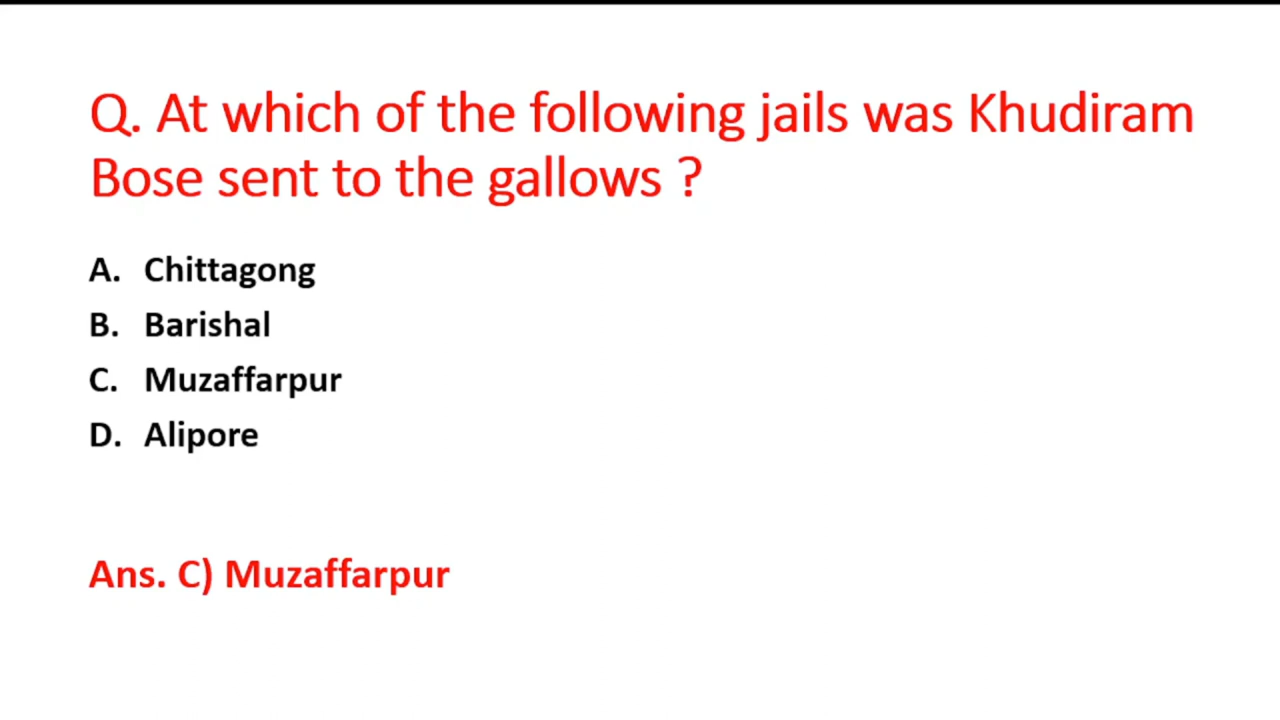 Q. At which of the following jails was Khudiram
Bose sent to the gallows ?
A. Chittagong
B. Barishal
C. Muzaffarpur
D. Alipore
Ans. C) Muzaffarpur